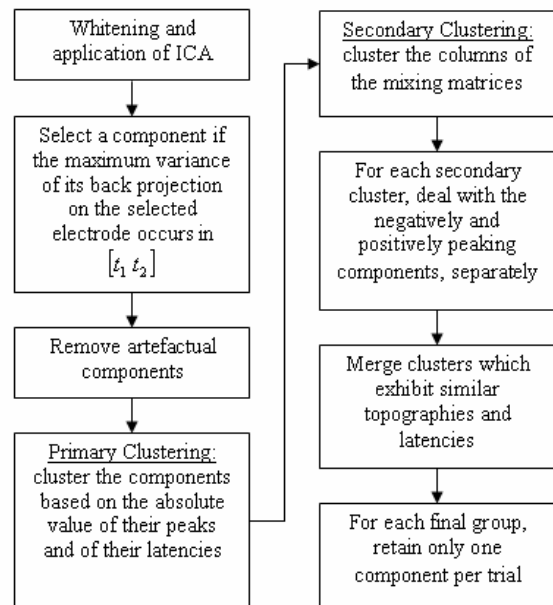 Whitening and
application of ICA
Select a component if
the maximum variance
of its back projection
on the selected
electrode occurs in
[t₁ t₂]
Remove artefactual
components
Primary Clustering:
cluster the components
based on the absolute
value of their peaks
and of their latencies
Secondary Clustering:
cluster the columns
of the mixing matrices
For each secondary
cluster, deal with the
negatively and
positively peaking
components, separately
Merge clusters which
exhibit similar
topographies and
latencies
For each final group,
retain only one
component per trial